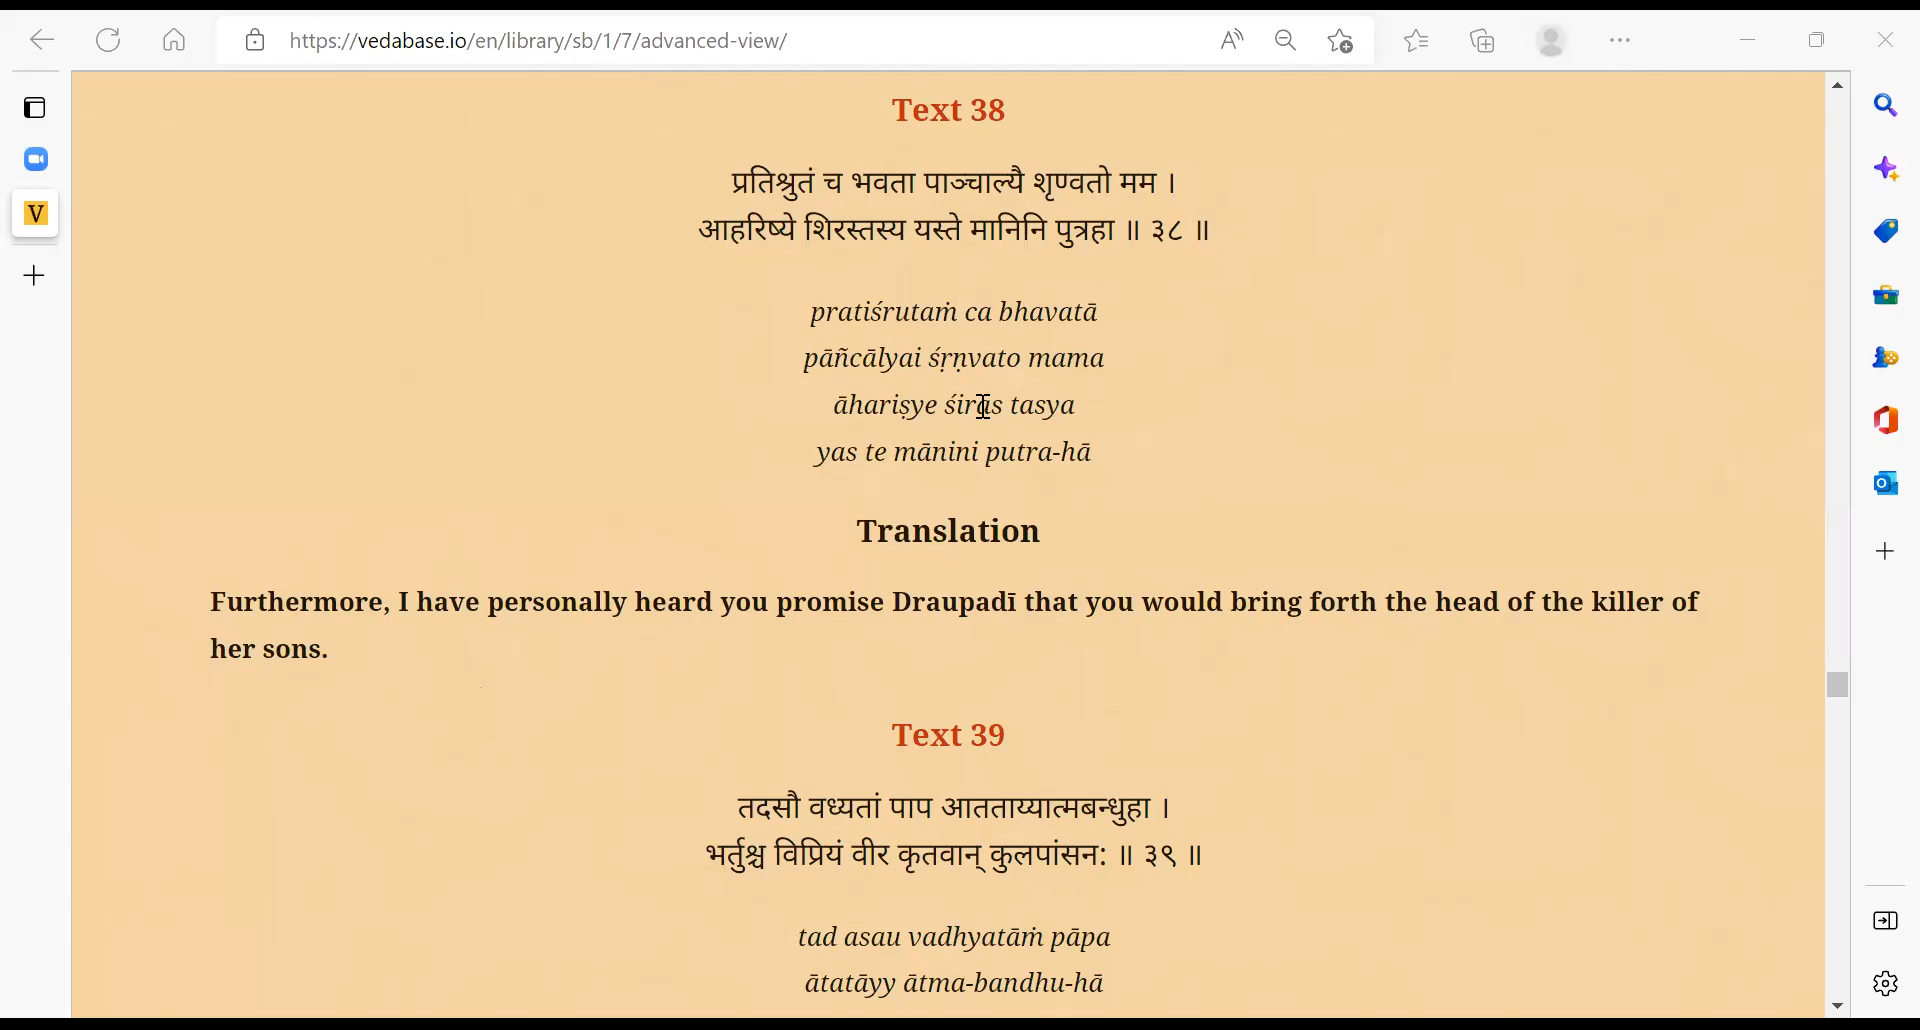 https://vedabase.io/en/library/sb/1/7/advanced-view/
Text 38
प्रतिश्रुतं च भवता पाञ्चाल्यै श‍ृण्वतो मम ।
आहरिष्ये शिरस्तस्य यस्ते मानिनि पुत्रहा ॥ ३८ ॥
pratiśrutaṁ ca bhavatā
pāñcālyai śṛṇvato mama
āhariṣye śiras tasya
yas te mānini putra-hā
Translation
Furthermore, I have personally heard you promise Draupadī that you would bring forth the head of the killer of
her sons.
Text 39
तदसौ वध्यतां पाप आतताय्यात्मबन्धुहा ।
भर्तुश्च विप्रियं वीर कृतवान् कुलपांसन: ॥ ३९ ॥
tad asau vadhyatāṁ pāpa
ātatāyy ātma-bandhu-hā